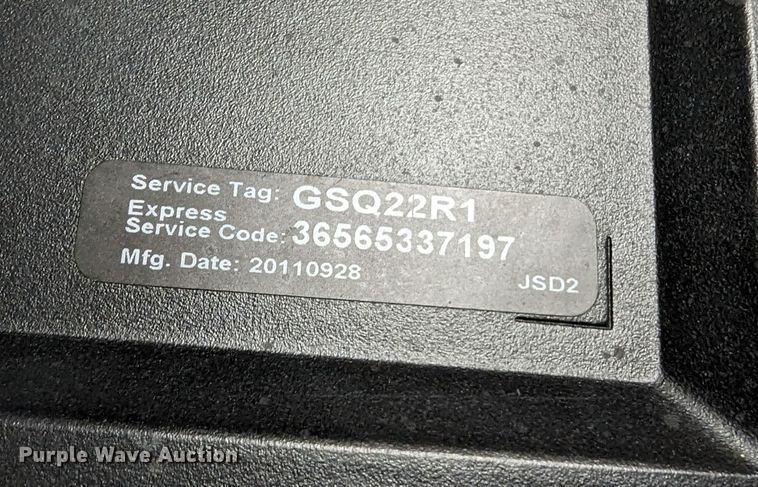 Service Tag: GSQ22R1
Express
Service Code: 36565337197
Mfg. Date: 20110928
JSD2
Purple Wave Auction